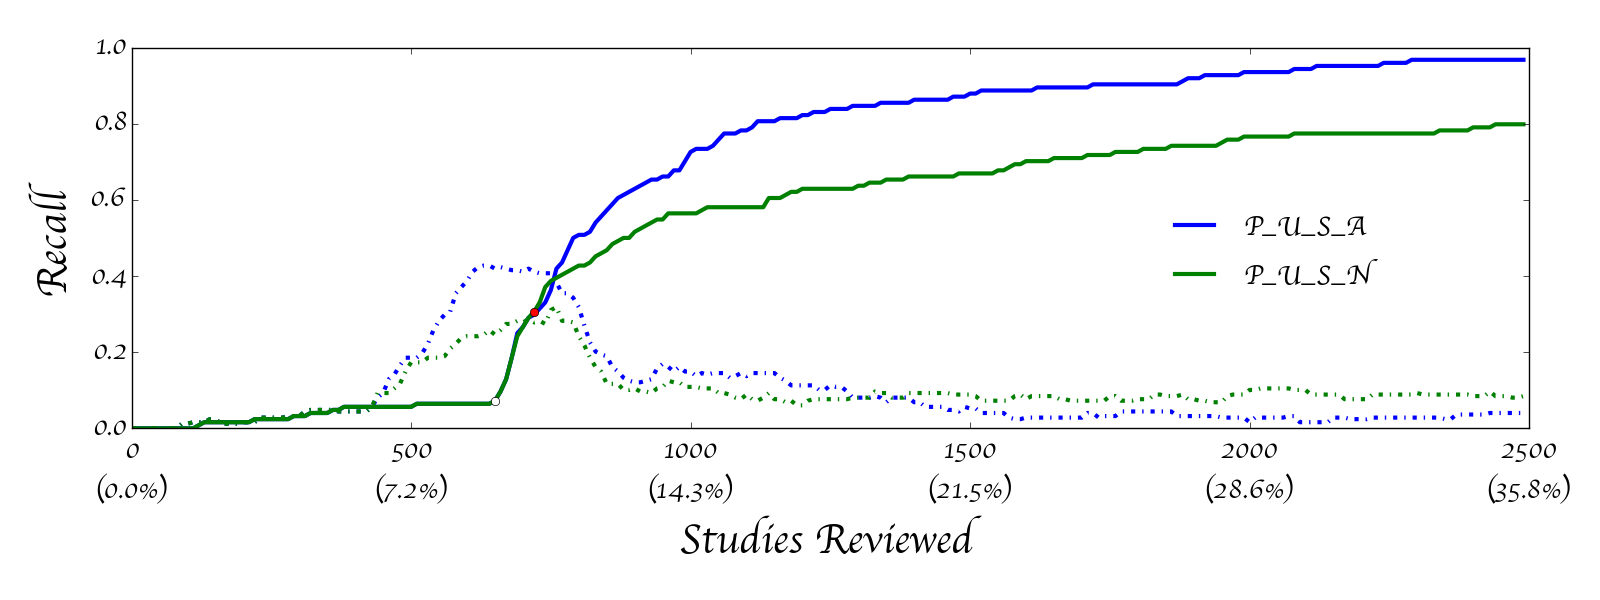 1.0
0.8
0.6
0.4
0.2
0.0
Recall
P_U_S_A
P_U_S_N
0 500 1000 1500 2000 2500
(0.0%) (7.2%) (14.3%) (21.5%) (28.6%) (35.8%)
Studies Reviewed